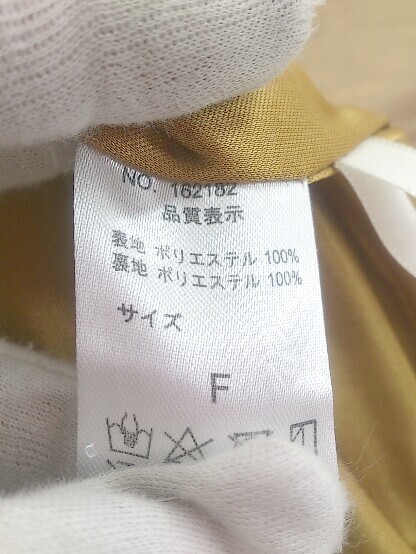 NO. 162182
品質表示
表地 ポリエステル 100%
裏地 ポリエステル 100%
サイズ
F